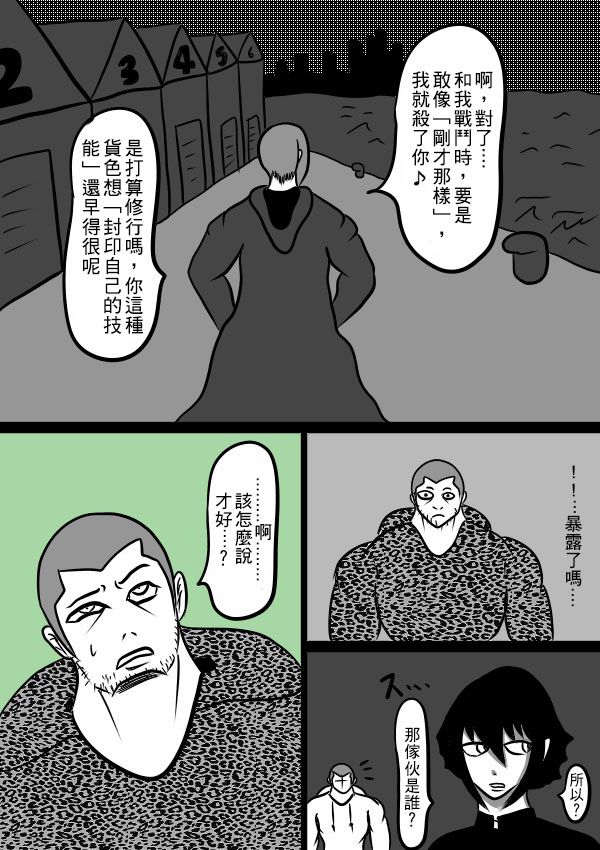 啊，對了…
和我戰鬥時，要是
敢像「剛才那樣」，
我就殺了你♪
是打算修行嗎，你這種
貨色想「封印自己的技
能」還早得很呢
2
3
4
5
6
！！…暴露了嗎…
所以？
ス…
那傢伙是誰？
………啊………
該怎麼說
才好…？